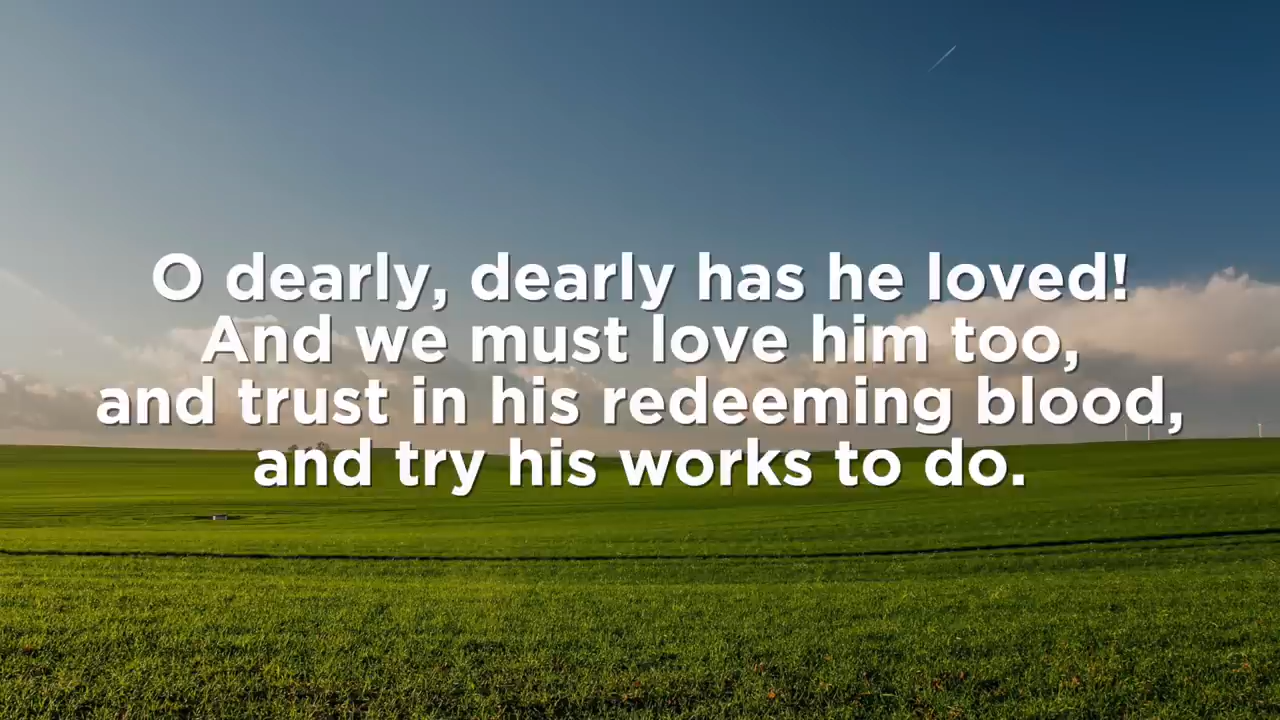 O dearly, dearly has he loved!
And we must love him too,
and trust in his redeeming blood,
and try his works to do.